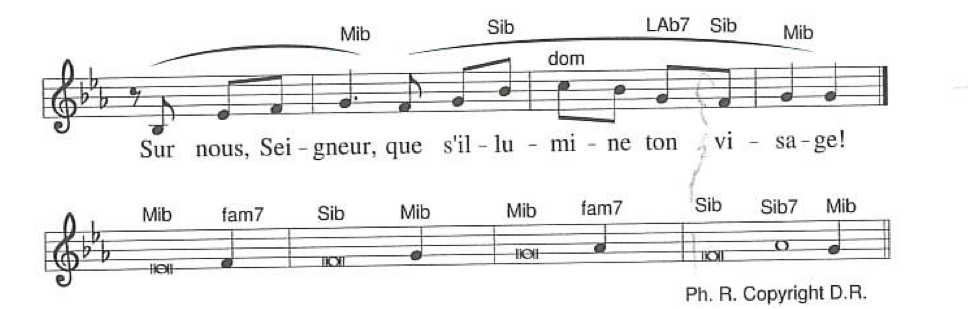 Mib Sib LAb7 Sib Mib
dom
Sur nous, Sei - gneur, que s'il - lu - mi - ne ton vi - sa - ge!
Mib fam7 Sib Mib Mib fam7 Sib Sib7 Mib
Ph. R. Copyright D.R.